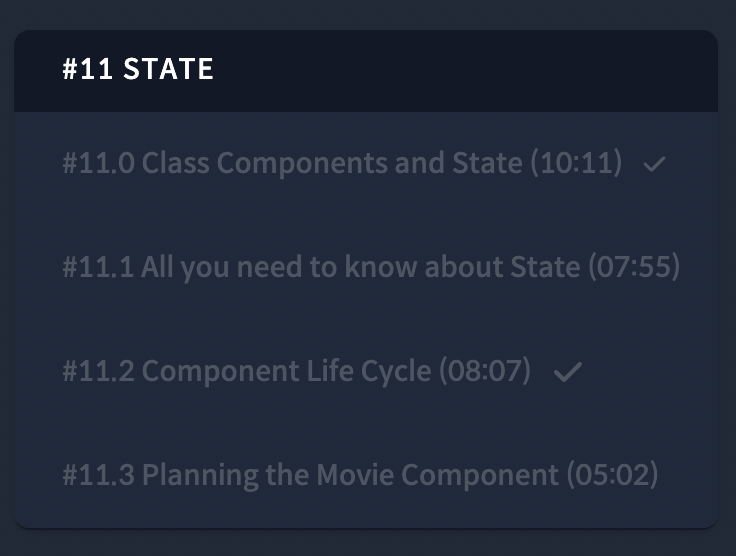 #11 STATE
#11.0 Class Components and State (10:11)
#11.1 All you need to know about State (07:55)
#11.2 Component Life Cycle (08:07)
#11.3 Planning the Movie Component (05:02)